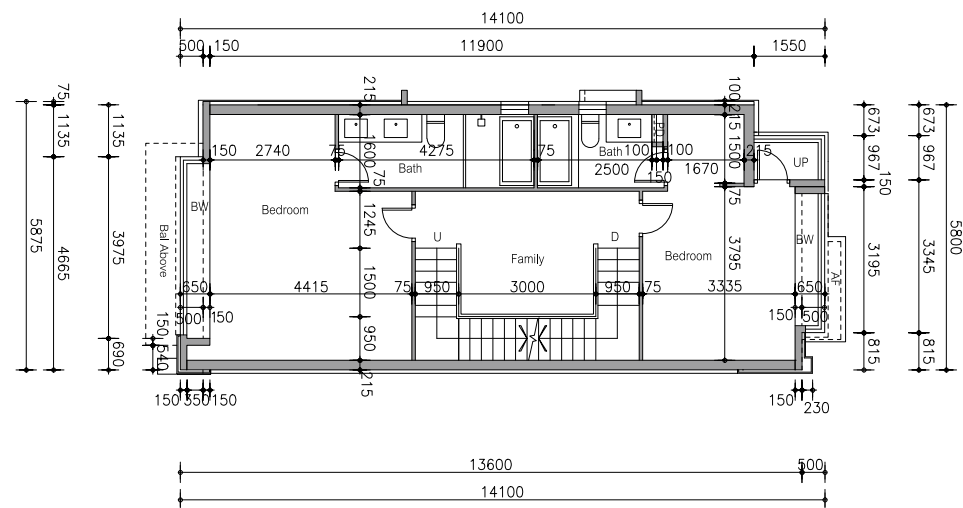 14100
500 150 11900 1550
75 215 100
1135 1135 215 PD 673 673
150 2740 75 1600 Bath 4275 75 Bath 100 100 1500 215 UP 967 967
75 2500 150 1670 150
BW Bedroom 1245 75 BW
5875 4665 3975 Bal Above U Family D Bedroom 3795 AF 3195 3345 5800
650 4415 1500 75 950 3000 950 75 3335 650
500 150 150 500
150 690 540 950 815 815
215
150 350 150 150 230
13600 500
14100